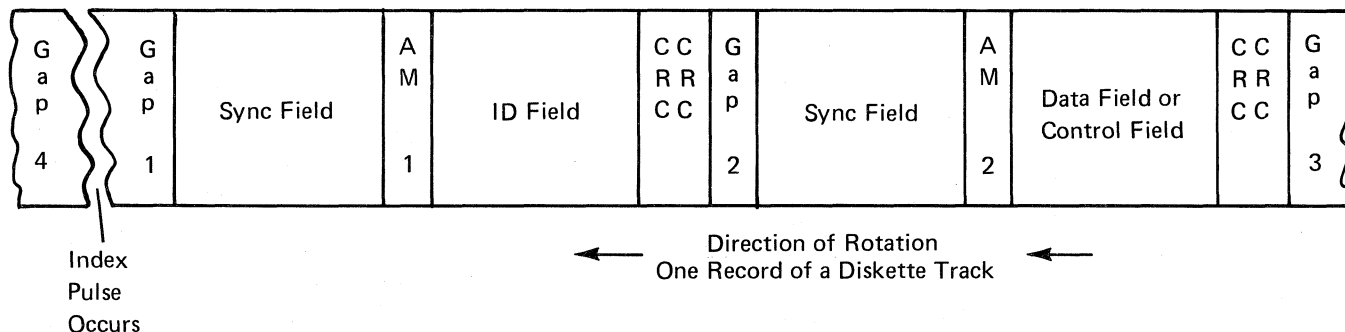 Gap 4
Gap 1
Sync Field
AM 1
ID Field
CRC CRC
Gap 2
Sync Field
AM 2
Data Field or
Control Field
CRC CRC
Gap 3
Index
Pulse
Occurs
Direction of Rotation
One Record of a Diskette Track